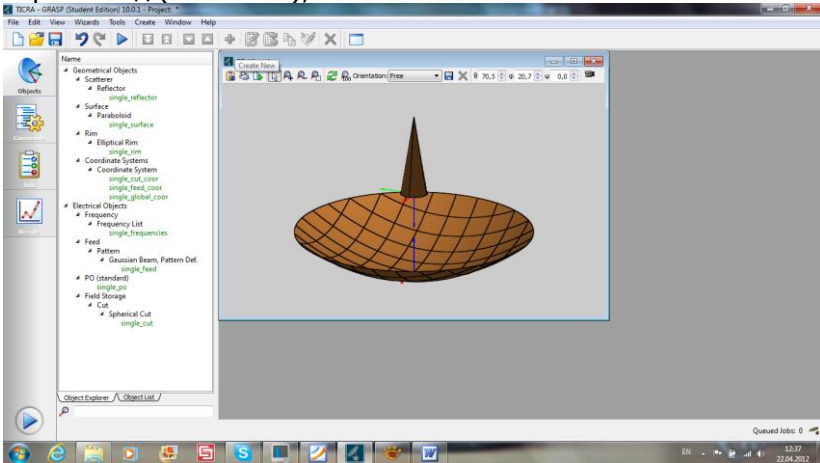 TICRA - GRASP (Student Edition) 10.0.1 - Project: *
File Edit View Wizards Tools Create Window Help
Create New
Orientation: Free θ 70,5 φ 20,7 ψ 0,0
Objects
Name
Geometrical Objects
Scatterer
Reflector
single_reflector
Surface
Paraboloid
single_surface
Rim
Elliptical Rim
single_rim
Coordinate Systems
Coordinate System
single_cut_coor
single_feed_coor
single_global_coor
Electrical Objects
Frequency
Frequency List
single_frequencies
Feed
Pattern
Gaussian Beam, Pattern Def.
single_feed
PO (standard)
single_po
Field Storage
Cut
Spherical Cut
single_cut
Object Explorer Object List
Queued Jobs: 0
EN 12:37
22.04.2012